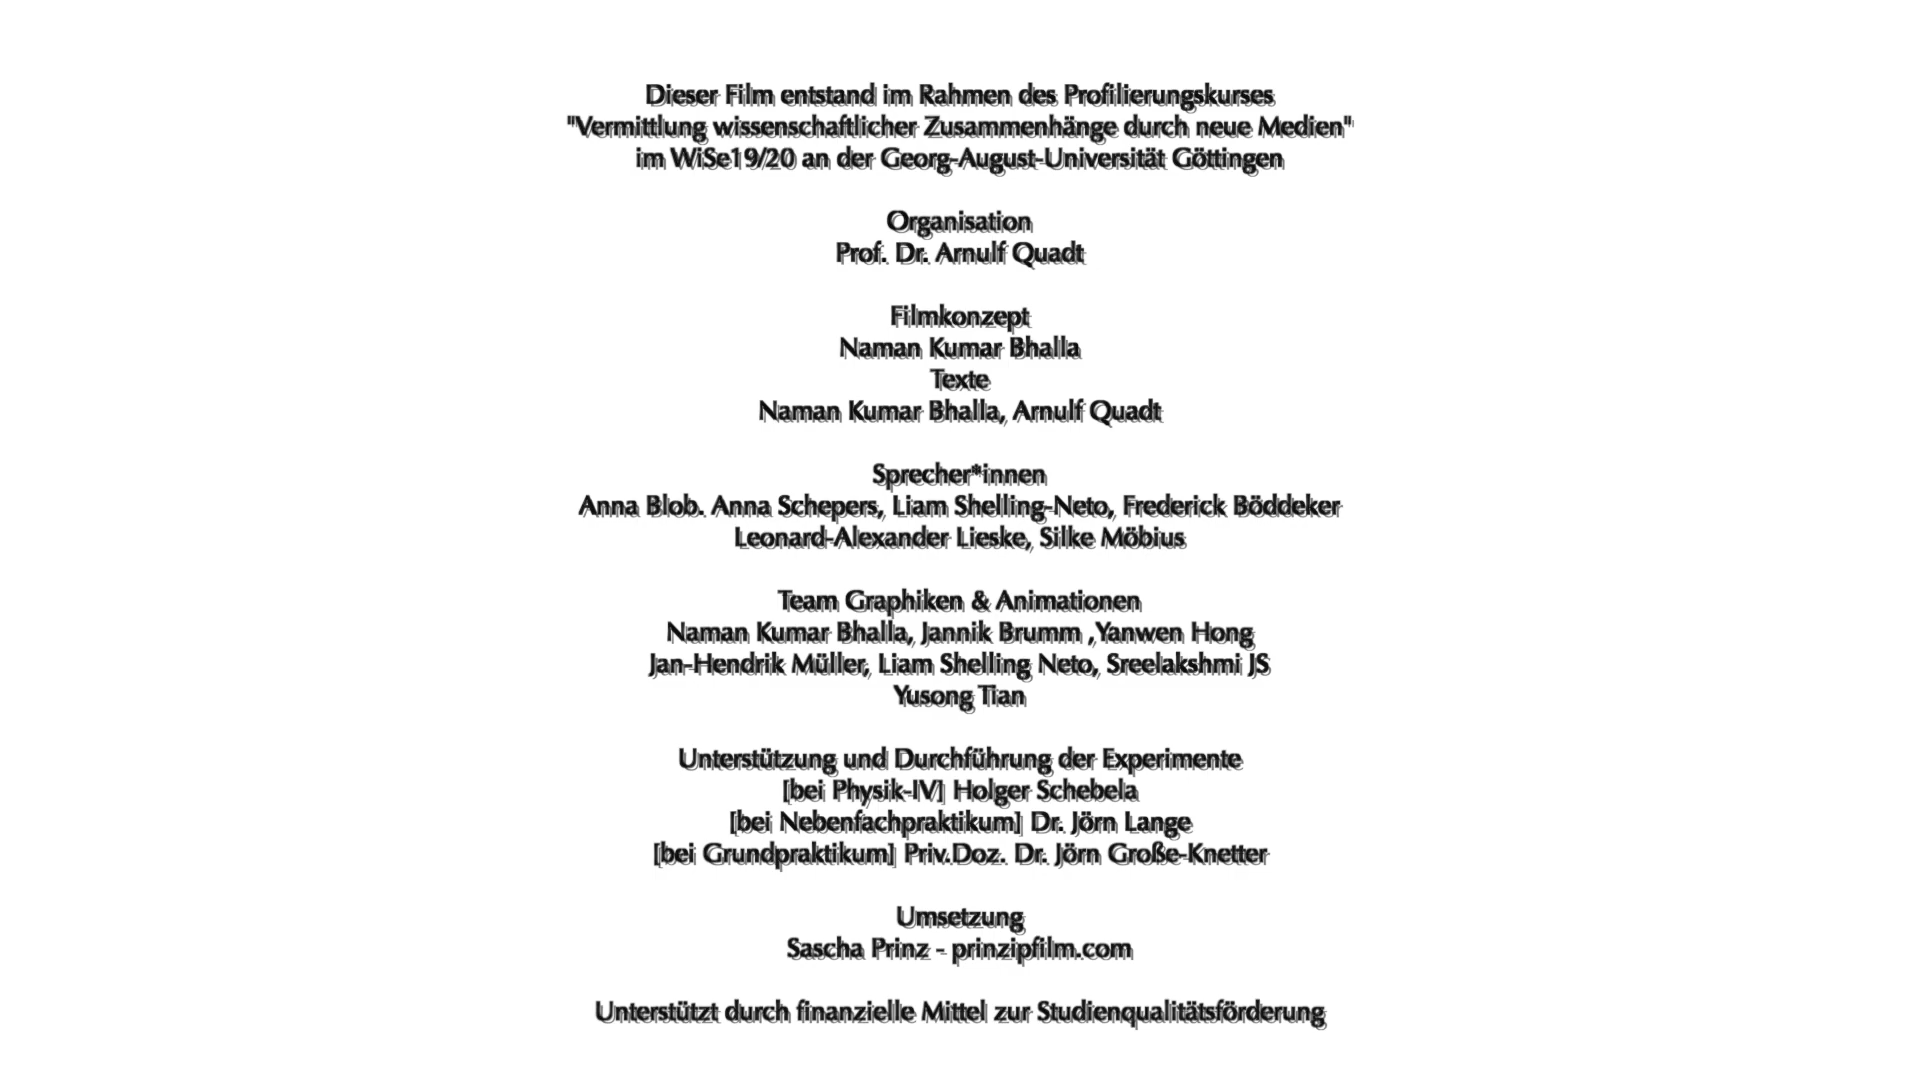 Dieser Film entstand im Rahmen des Profilierungskurses
"Vermittlung wissenschaftlicher Zusammenhänge durch neue Medien"
im WiSe19/20 an der Georg-August-Universität Göttingen
Organisation
Prof. Dr. Arnulf Quadt
Filmkonzept
Naman Kumar Bhalla
Texte
Naman Kumar Bhalla, Arnulf Quadt
Sprecher*innen
Anna Blob. Anna Schepers, Liam Shelling-Neto, Frederick Böddeker
Leonard-Alexander Lieske, Silke Möbius
Team Graphiken & Animationen
Naman Kumar Bhalla, Jannik Brumm ,Yanwen Hong
Jan-Hendrik Müller, Liam Shelling Neto, Sreelakshmi JS
Yusong Tian
Unterstützung und Durchführung der Experimente
[bei Physik-IV] Holger Schebela
[bei Nebenfachpraktikum] Dr. Jörn Lange
[bei Grundpraktikum] Priv.Doz. Dr. Jörn Große-Knetter
Umsetzung
Sascha Prinz - prinzipfilm.com
Unterstützt durch finanzielle Mittel zur Studienqualitätsförderung